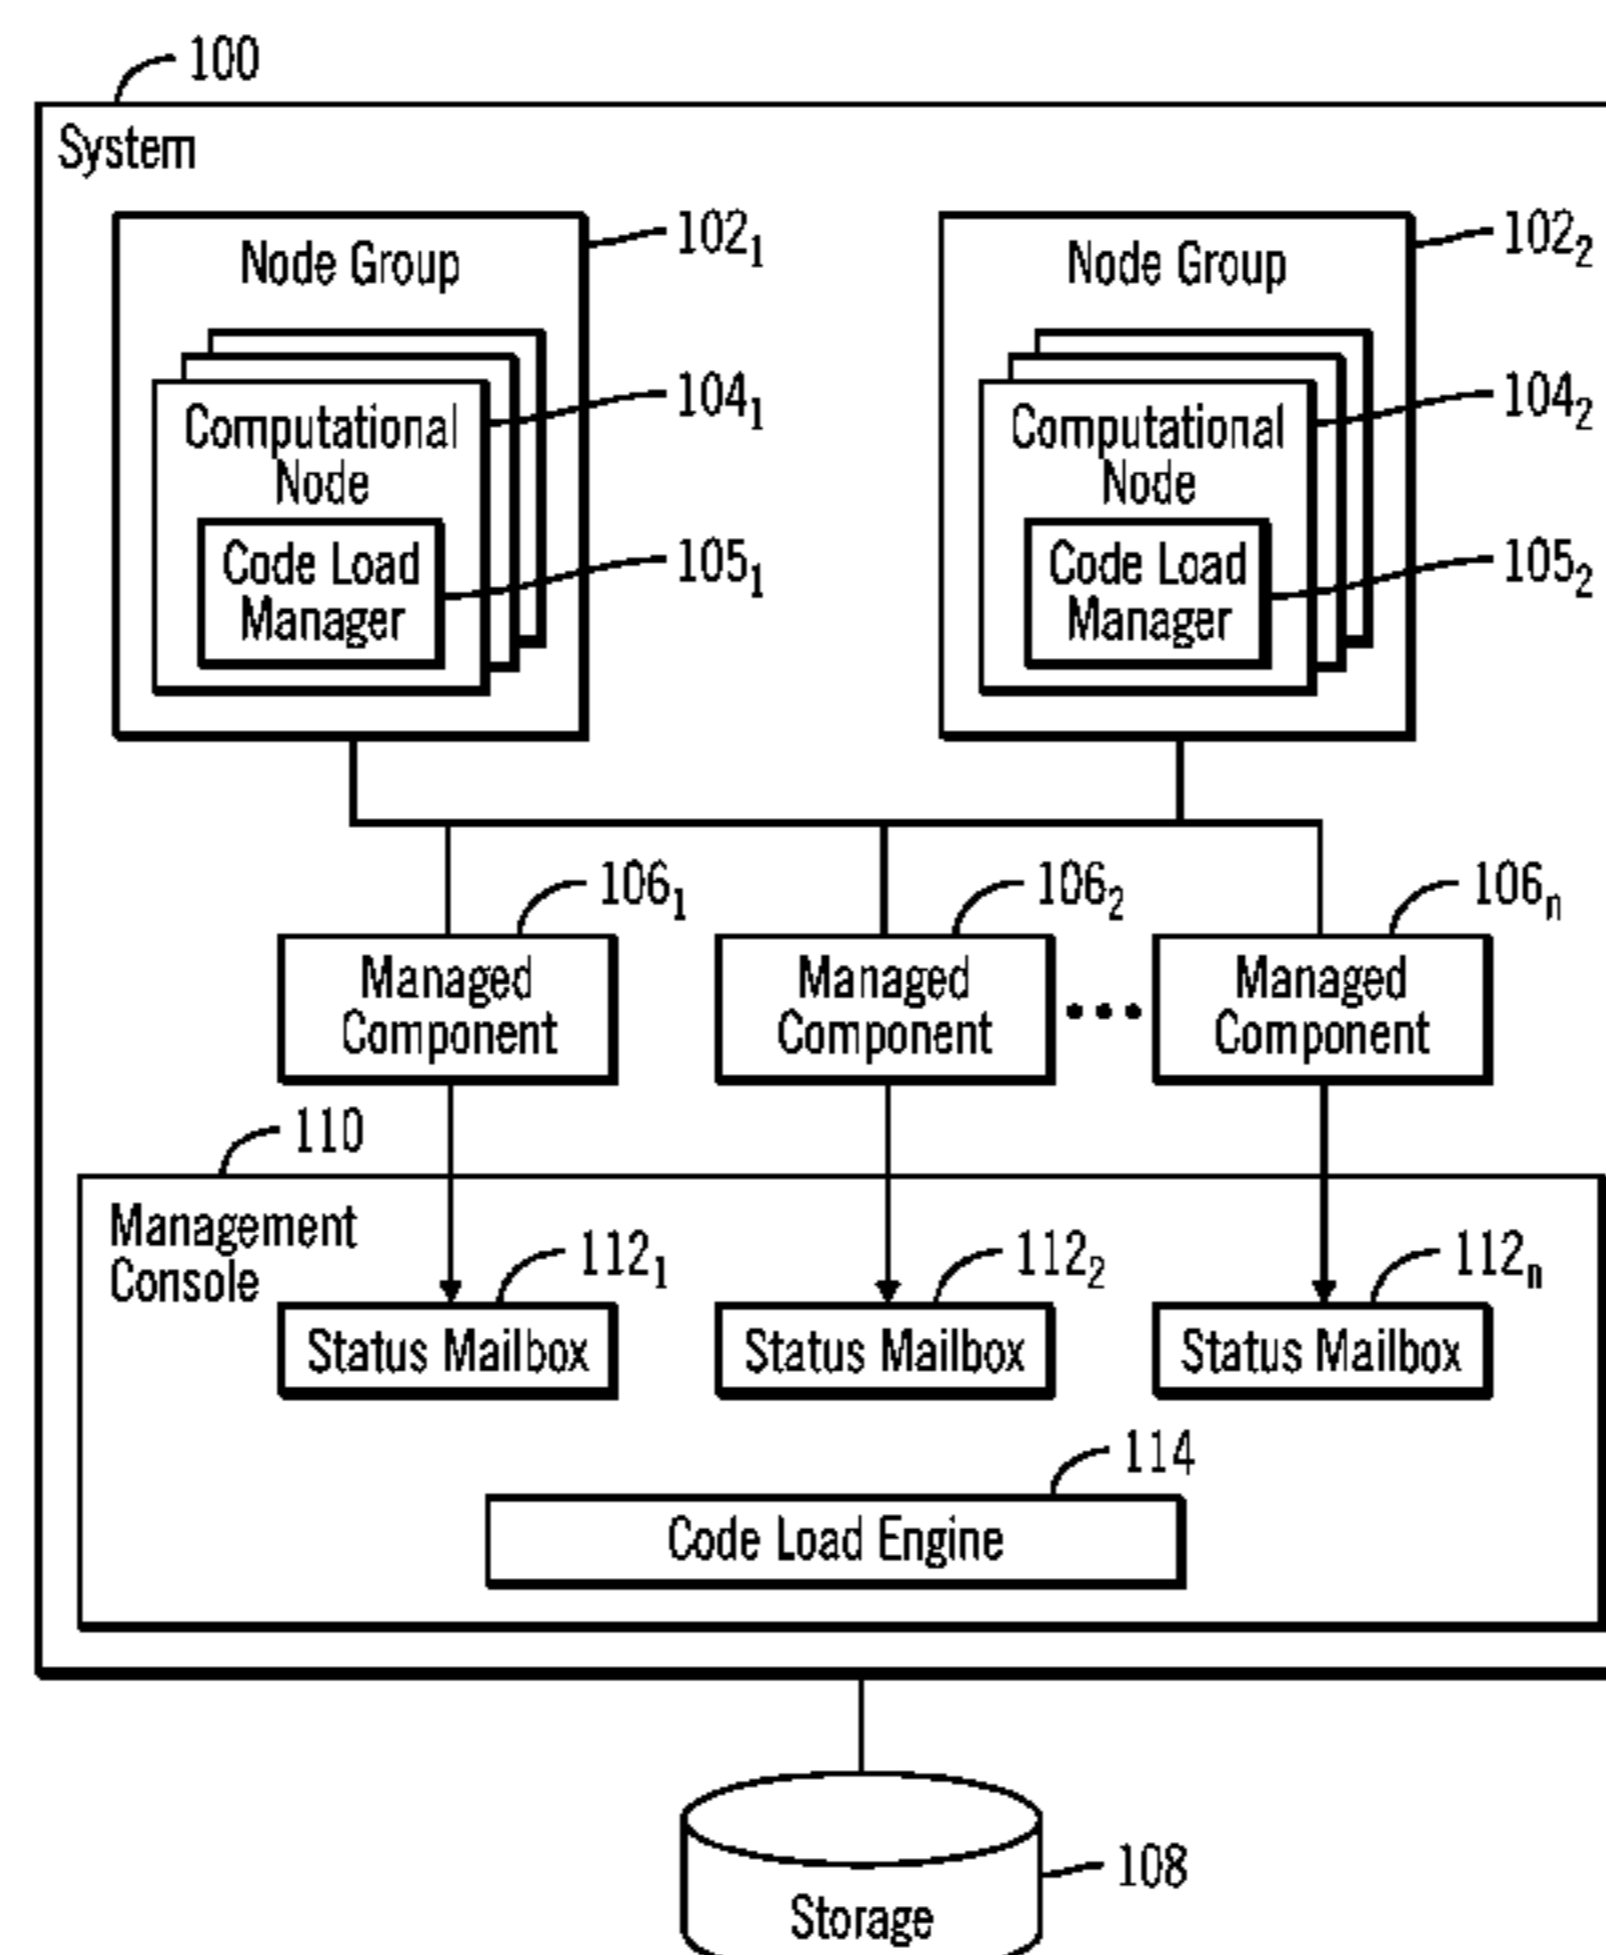 100
System
102₁
102₂
Node Group
Node Group
104₁
104₂
Computational
Node
Computational
Node
105₁
105₂
Code Load
Manager
Code Load
Manager
106₁
106₂
106ₙ
Managed
Component
Managed
Component
Managed
Component
110
Management
Console
112₁
112₂
112ₙ
Status Mailbox
Status Mailbox
Status Mailbox
114
Code Load Engine
108
Storage